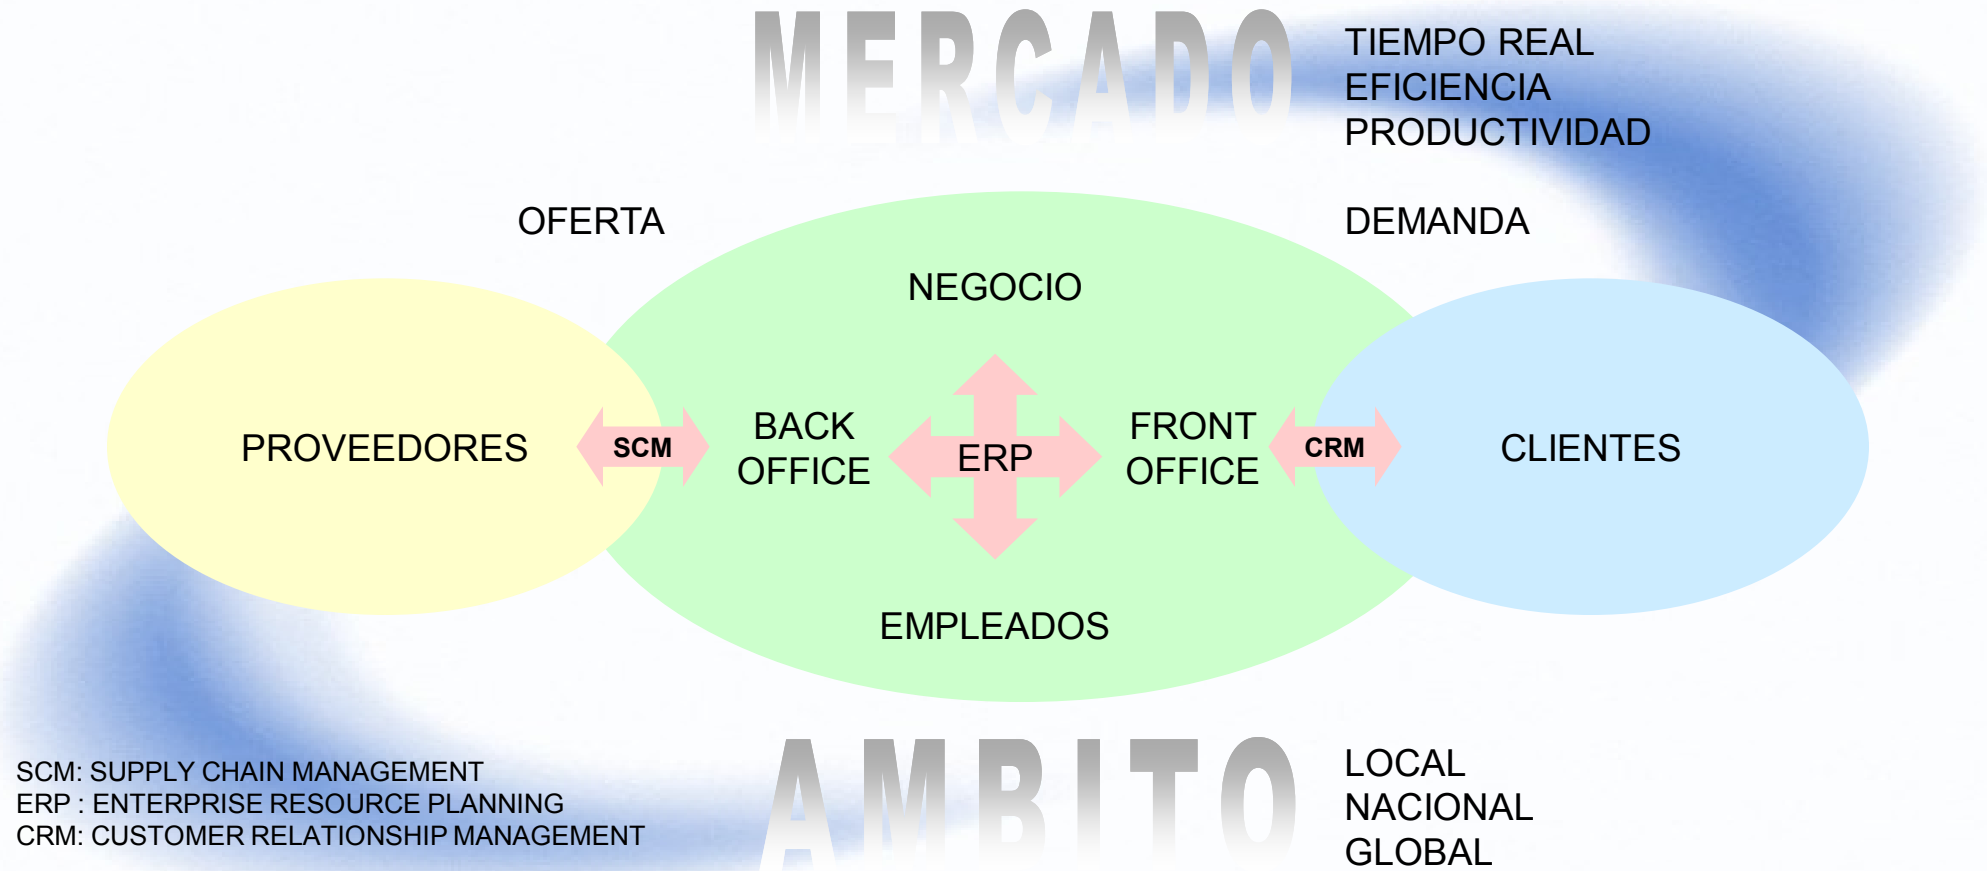 MERCADO
TIEMPO REAL
EFICIENCIA
PRODUCTIVIDAD
OFERTA
DEMANDA
NEGOCIO
PROVEEDORES
SCM
BACK
OFFICE
ERP
FRONT
OFFICE
CRM
CLIENTES
EMPLEADOS
AMBITO
LOCAL
NACIONAL
GLOBAL
SCM: SUPPLY CHAIN MANAGEMENT
ERP : ENTERPRISE RESOURCE PLANNING
CRM: CUSTOMER RELATIONSHIP MANAGEMENT